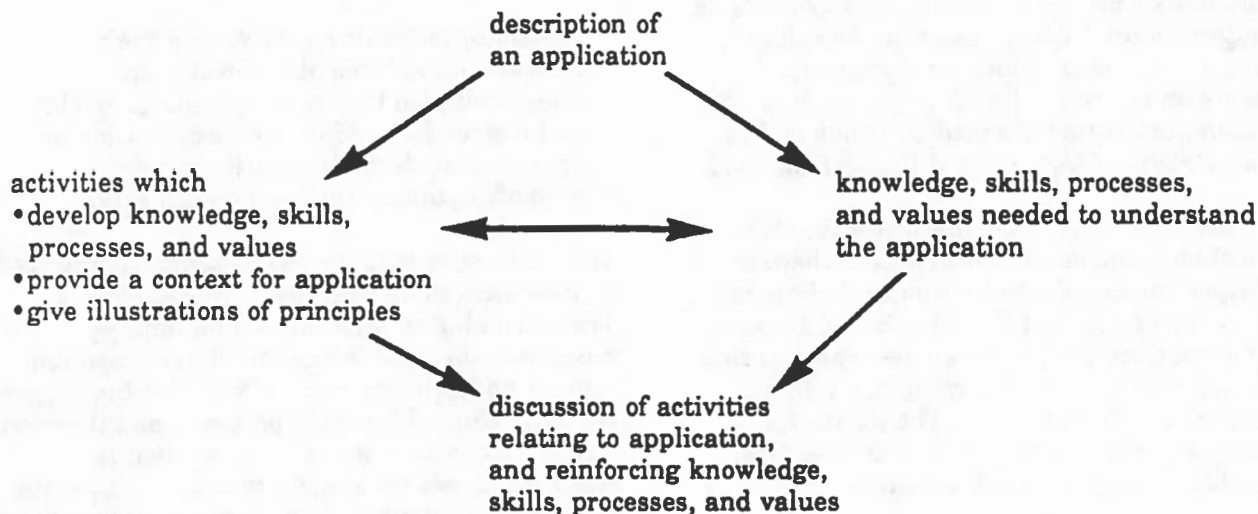 description of
an application
activities which
•develop knowledge, skills,
processes, and values
•provide a context for application
•give illustrations of principles
knowledge, skills, processes,
and values needed to understand
the application
discussion of activities
relating to application,
and reinforcing knowledge,
skills, processes, and values